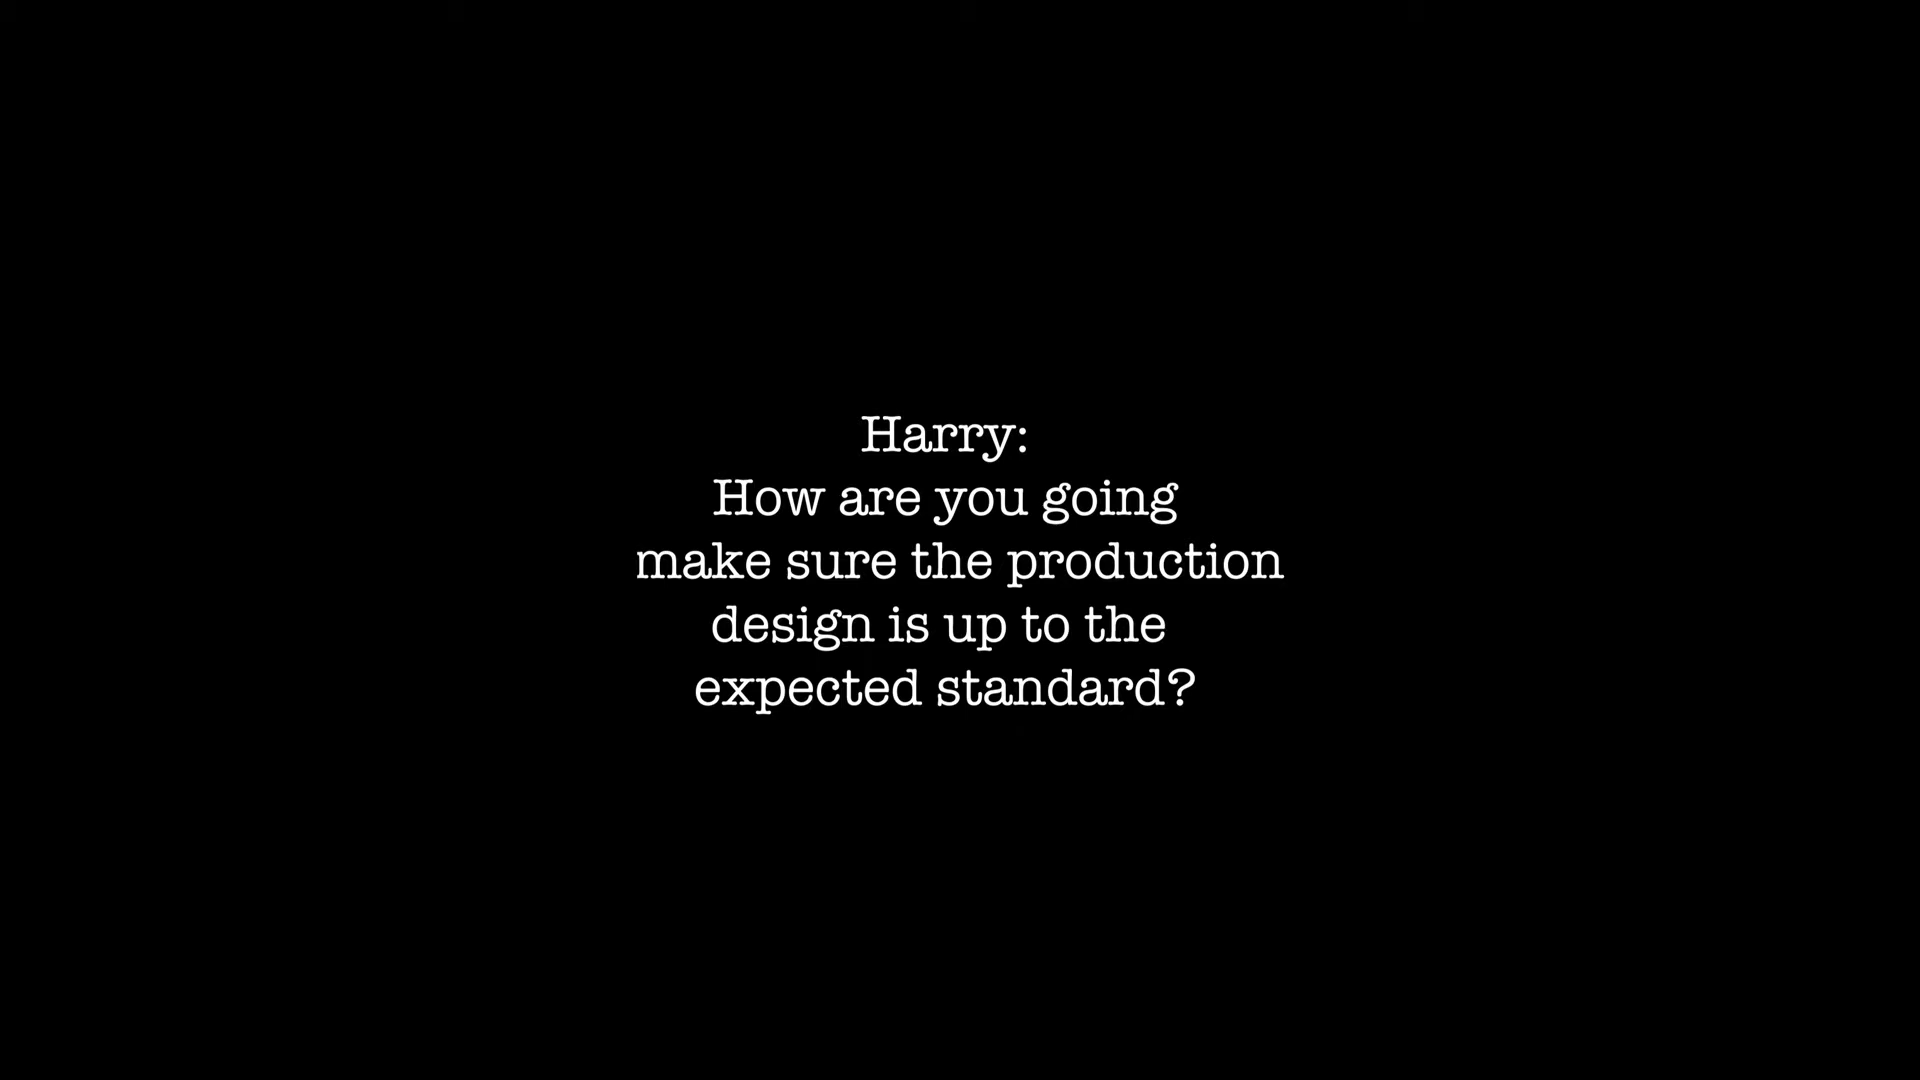 Harry:
How are you going
make sure the production
design is up to the
expected standard?